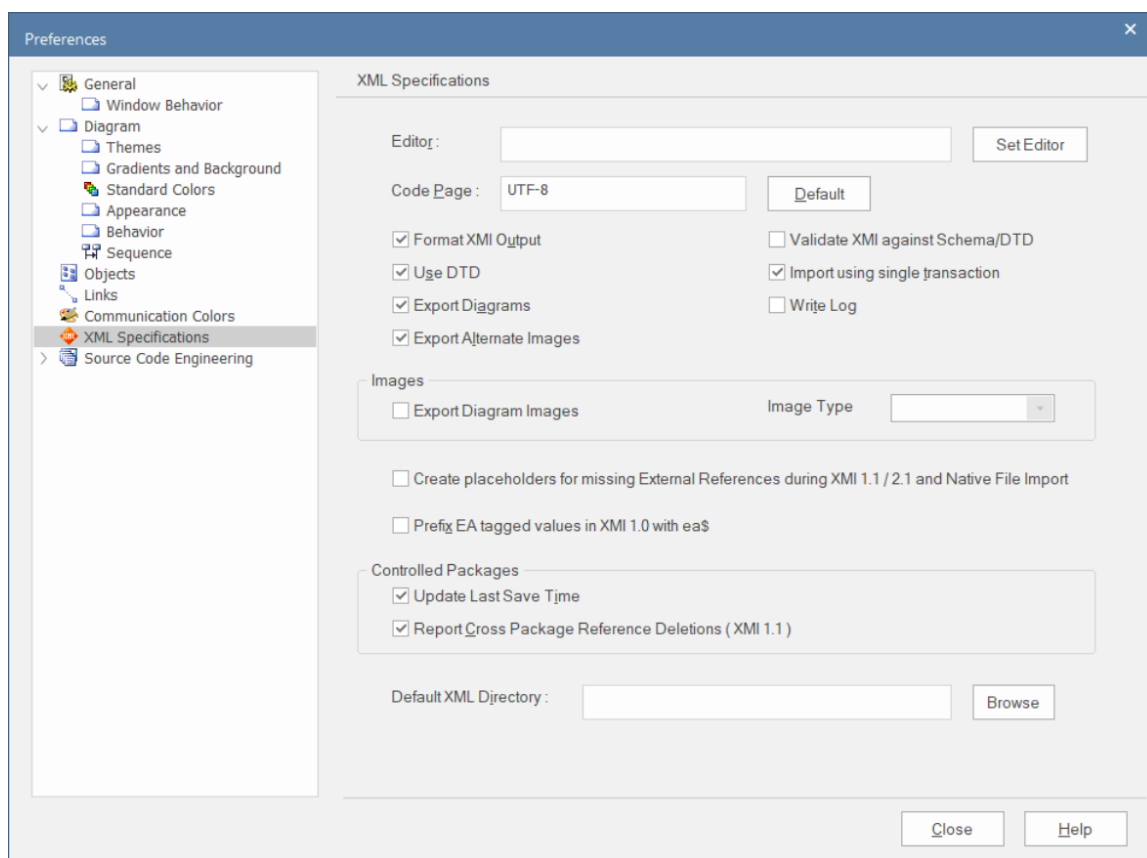 Preferences
General
Window Behavior
Diagram
Themes
Gradients and Background
Standard Colors
Appearance
Behavior
Sequence
Objects
Links
Communication Colors
XML Specifications
Source Code Engineering
XML Specifications
Editor :
Set Editor
Code Page :
UTF-8
Default
Format XMI Output
Validate XMI against Schema/DTD
Use DTD
Import using single transaction
Export Diagrams
Write Log
Export Alternate Images
Images
Export Diagram Images
Image Type
Create placeholders for missing External References during XMI 1.1 / 2.1 and Native File Import
Prefix EA tagged values in XMI 1.0 with ea$
Controlled Packages
Update Last Save Time
Report Cross Package Reference Deletions ( XMI 1.1 )
Default XML Directory :
Browse
Close
Help